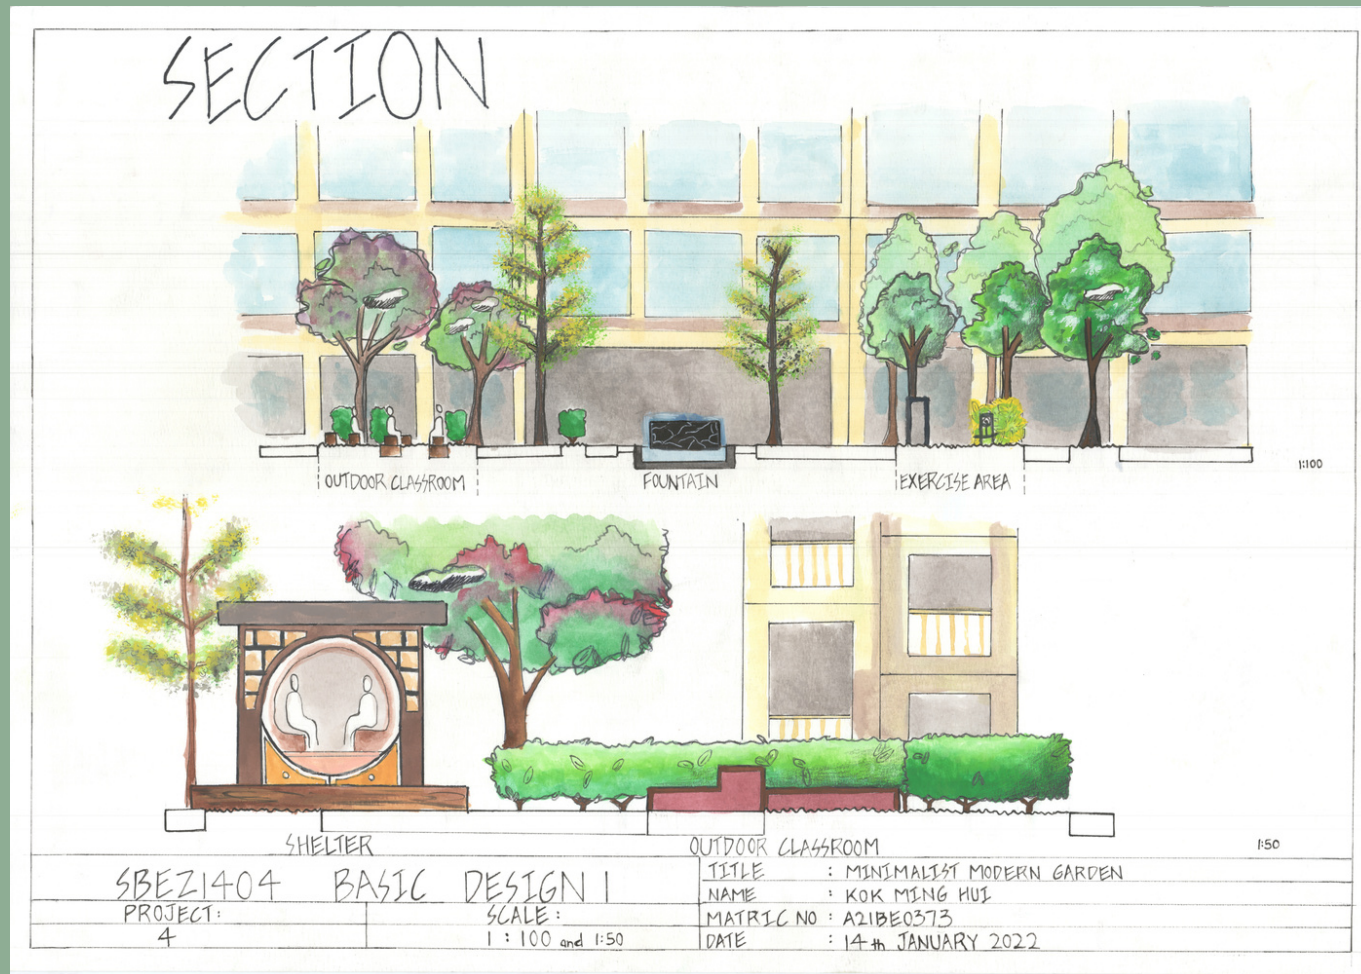 SECTION
OUTDOOR CLASSROOM
FOUNTAIN
EXERCISE AREA
1:100
SHELTER
OUTDOOR CLASSROOM
1:50
SBEZ1404 BASIC DESIGN 1
PROJECT:
4
SCALE:
1 : 100 and 1:50
TITLE : MINIMALIST MODERN GARDEN
NAME : KOK MING HUI
MATRIC NO : A21BE0373
DATE : 14th JANUARY 2022